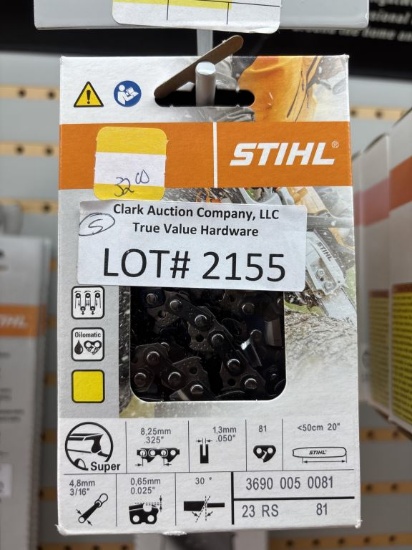 STIHL
32 00
5
Clark Auction Company, LLC
True Value Hardware
LOT# 2155
Oilomatic
STIHL
Super
8,25mm
.325"
1,3mm
.050"
81
<50cm 20"
STIHL
4,8mm
3/16"
0,65mm
0.025"
30 °
3690 005 0081
23 RS 81